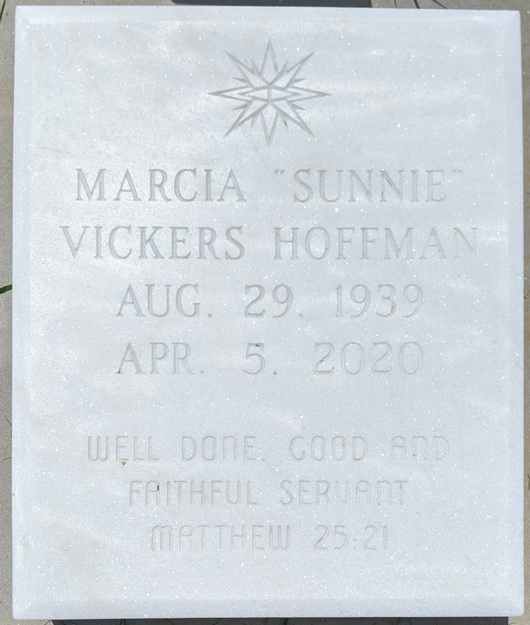 MARCIA "SUNNIE"
VICKERS HOFFMAN
AUG. 29, 1939
APR. 5, 2020
WELL DONE, GOOD AND
FAITHFUL SERVANT
MATTHEW 25:21